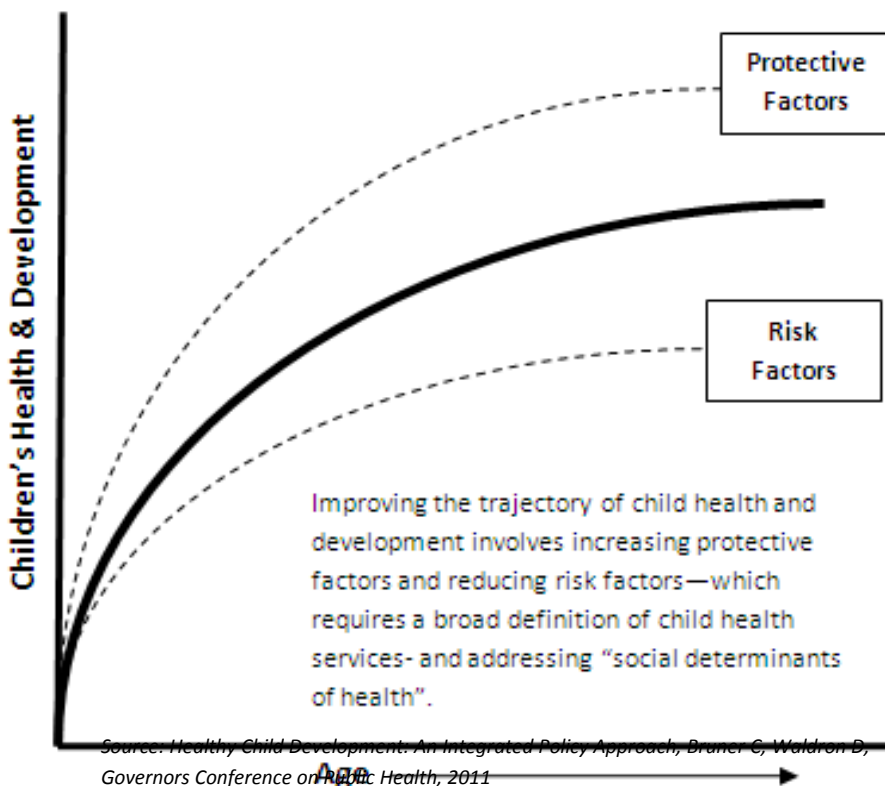 Protective
Factors
Children's Health & Development
Risk
Factors
Improving the trajectory of child health and
development involves increasing protective
factors and reducing risk factors—which
requires a broad definition of child health
services- and addressing “social determinants
of health”.
Source: Healthy Child Development: An Integrated Policy Approach, Bruner C, Waldron D,
Governors Conference on Public Health, 2011
Age